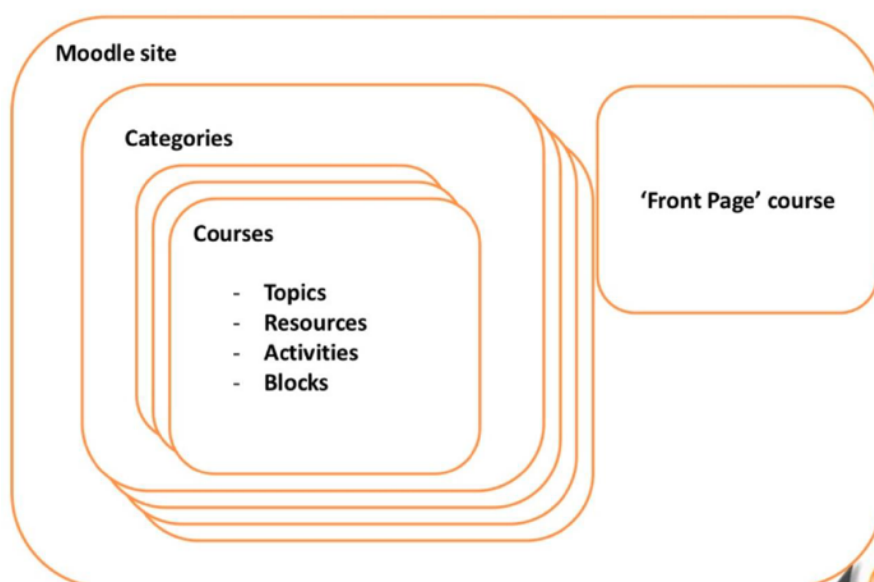 Moodle site
Categories
‘Front Page’ course
Courses
- Topics
- Resources
- Activities
- Blocks